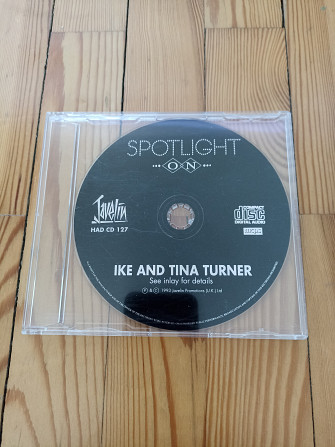 SPOTLIGHT
ON
Javelin
HAD CD 127
COMPACT
disc
DIGITAL AUDIO
IKE AND TINA TURNER
See inlay for details
℗ & © 1993 Javelin Promotions (U.K.) Ltd